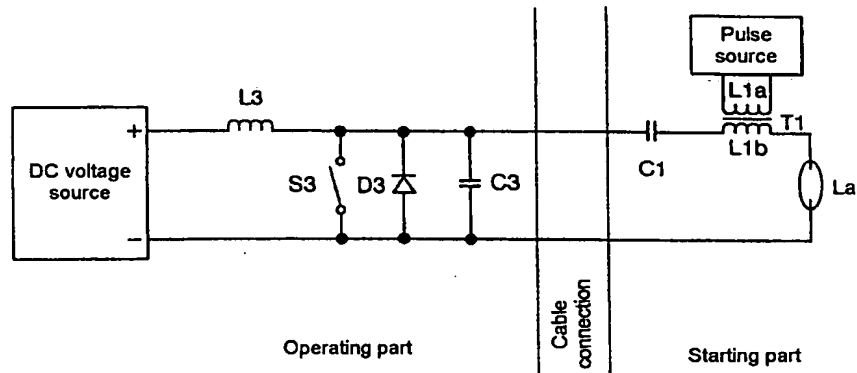 Pulse
source
L1a
T1
L1b
L3
+
DC voltage
source
S3
D3
C3
C1
La
−
Cable
connection
Operating part
Starting part